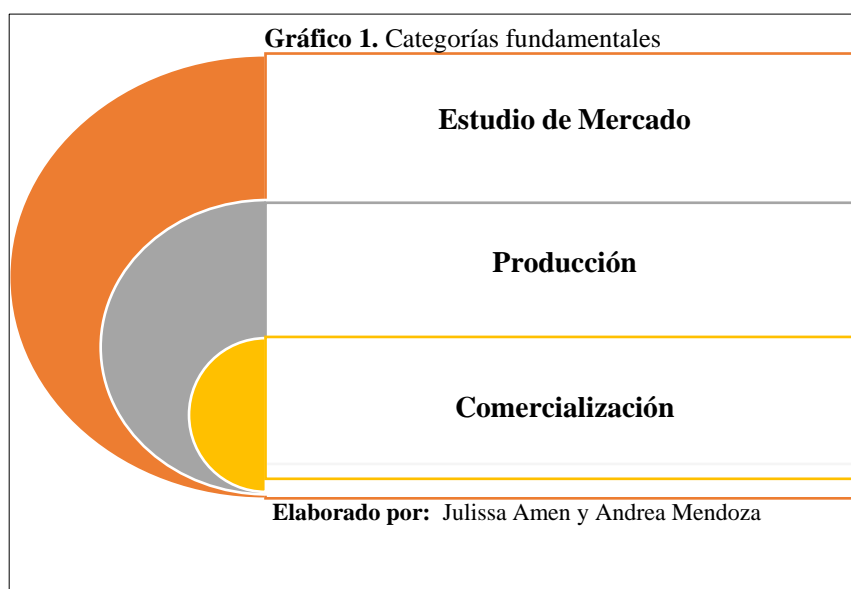 Gráfico 1. Categorías fundamentales
Estudio de Mercado
Producción
Comercialización
Elaborado por: Julissa Amen y Andrea Mendoza